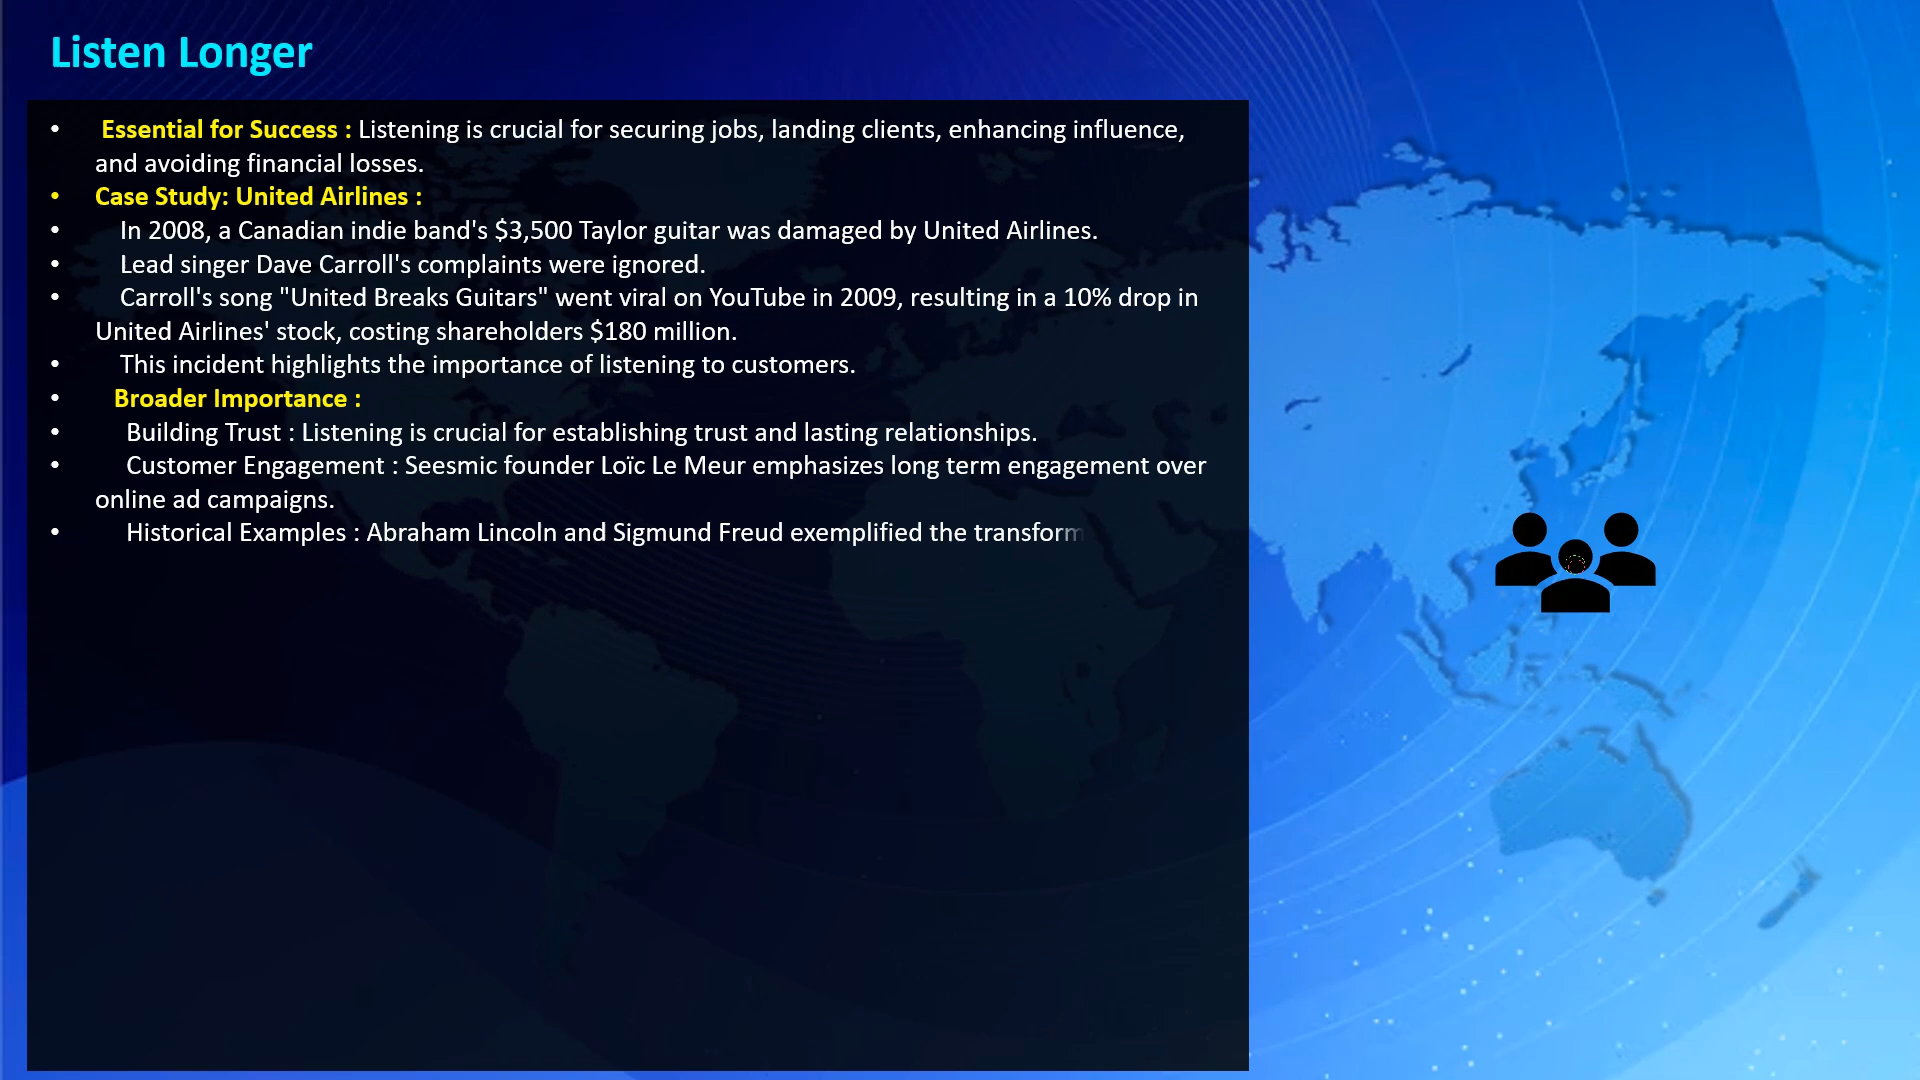 Listen Longer
• Essential for Success : Listening is crucial for securing jobs, landing clients, enhancing influence,
and avoiding financial losses.
• Case Study: United Airlines :
• In 2008, a Canadian indie band's $3,500 Taylor guitar was damaged by United Airlines.
• Lead singer Dave Carroll's complaints were ignored.
• Carroll's song "United Breaks Guitars" went viral on YouTube in 2009, resulting in a 10% drop in
United Airlines' stock, costing shareholders $180 million.
• This incident highlights the importance of listening to customers.
• Broader Importance :
• Building Trust : Listening is crucial for establishing trust and lasting relationships.
• Customer Engagement : Seesmic founder Loïc Le Meur emphasizes long term engagement over
online ad campaigns.
• Historical Examples : Abraham Lincoln and Sigmund Freud exemplified the transform